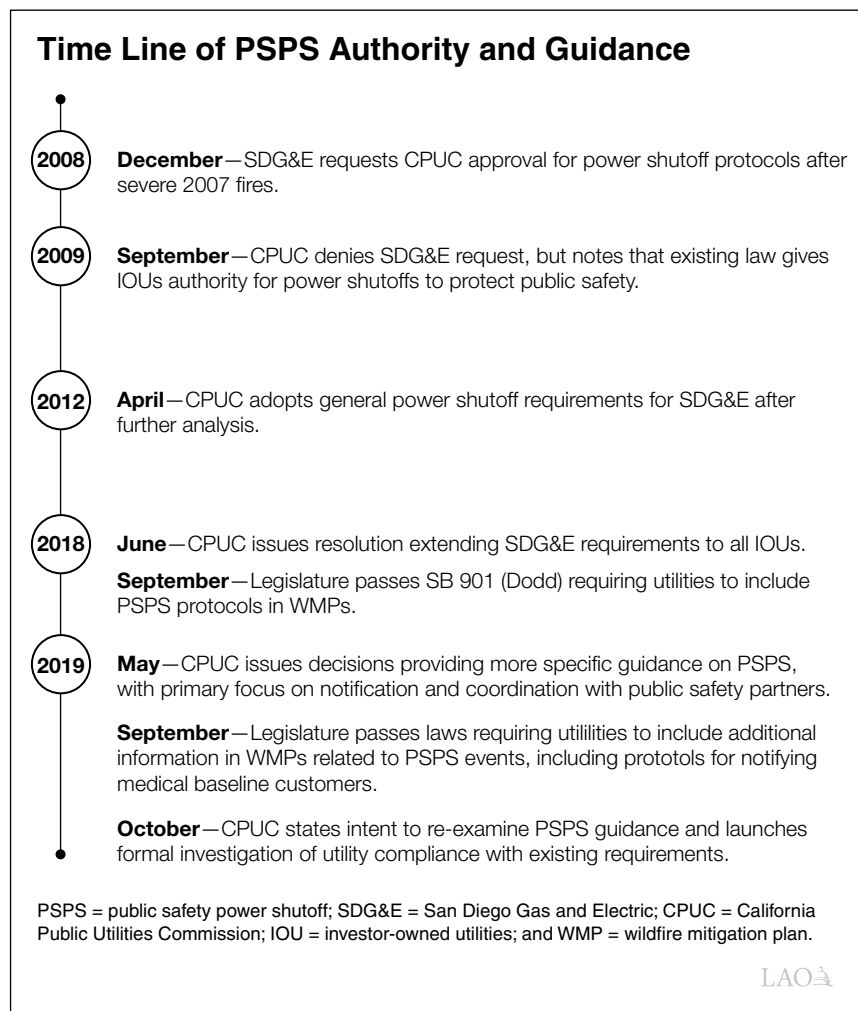 Time Line of PSPS Authority and Guidance
2008
December—SDG&E requests CPUC approval for power shutoff protocols after
severe 2007 fires.
2009
September—CPUC denies SDG&E request, but notes that existing law gives
IOUs authority for power shutoffs to protect public safety.
2012
April—CPUC adopts general power shutoff requirements for SDG&E after
further analysis.
2018
June—CPUC issues resolution extending SDG&E requirements to all IOUs.
September—Legislature passes SB 901 (Dodd) requiring utilities to include
PSPS protocols in WMPs.
2019
May—CPUC issues decisions providing more specific guidance on PSPS,
with primary focus on notification and coordination with public safety partners.
September—Legislature passes laws requiring utililities to include additional
information in WMPs related to PSPS events, including prototols for notifying
medical baseline customers.
October—CPUC states intent to re-examine PSPS guidance and launches
formal investigation of utility compliance with existing requirements.
PSPS = public safety power shutoff; SDG&E = San Diego Gas and Electric; CPUC = California
Public Utilities Commission; IOU = investor-owned utilities; and WMP = wildfire mitigation plan.
LAO